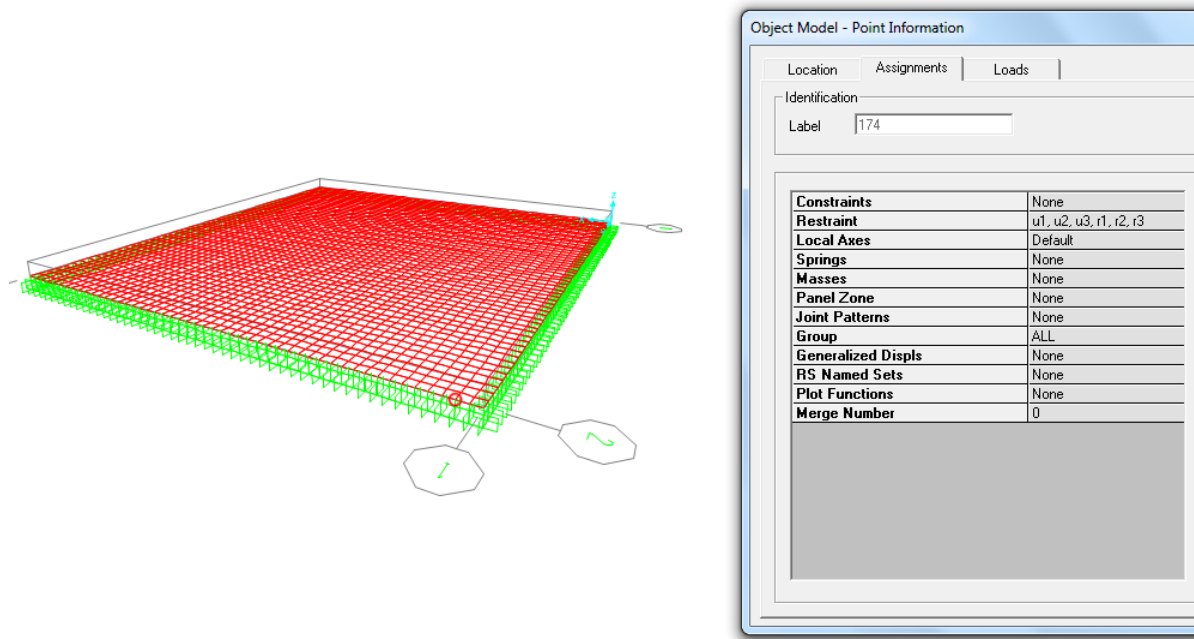 Z
1
2
Object Model - Point Information
Location Assignments Loads
Identification
Label 174
Constraints None
Restraint u1, u2, u3, r1, r2, r3
Local Axes Default
Springs None
Masses None
Panel Zone None
Joint Patterns None
Group ALL
Generalized Displs None
RS Named Sets None
Plot Functions None
Merge Number 0